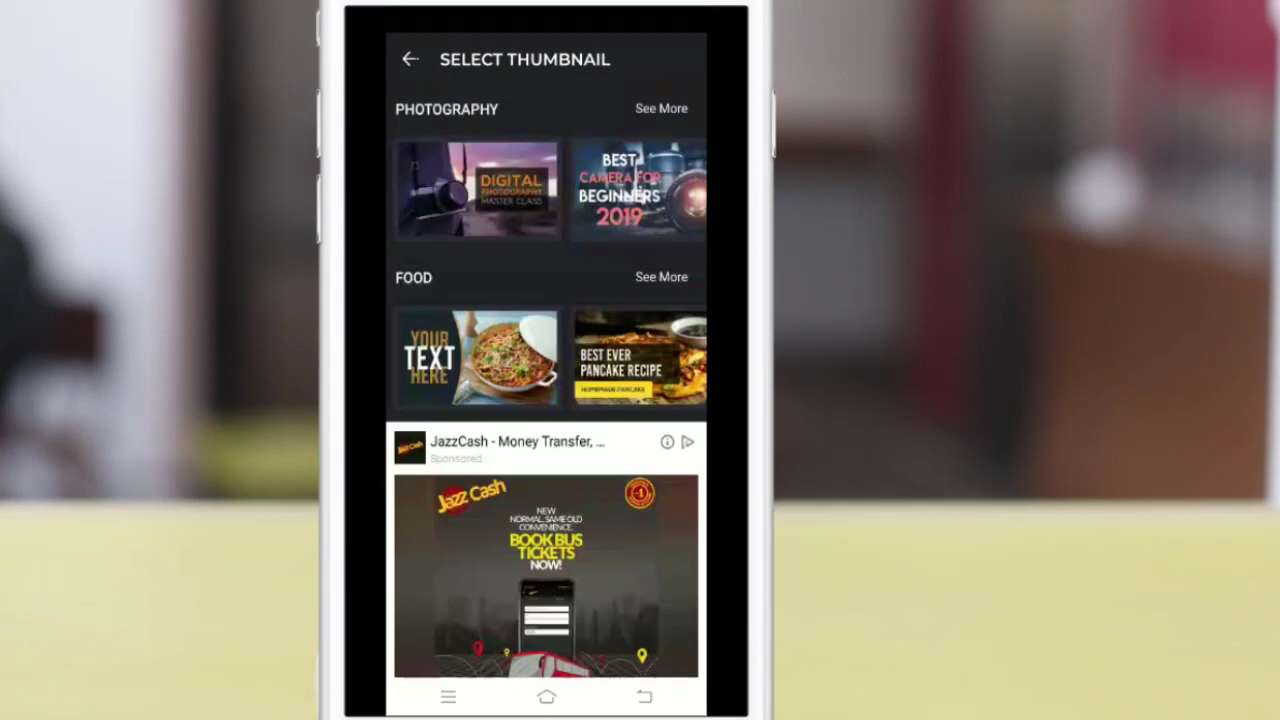 SELECT THUMBNAIL
PHOTOGRAPHY
See More
DIGITAL
PHOTOGRAPHY
MASTER CLASS
BEST
CAMERA FOR
BEGINNERS
2019
FOOD
See More
YOUR
TEXT
HERE
BEST EVER
PANCAKE RECIPE
HOMEMADE PANCAKE
JazzCash - Money Transfer, ...
Sponsored
Jazz Cash
NEW
NORMAL, SAME OLD
CONVENIENCE.
BOOK BUS
TICKETS
NOW!